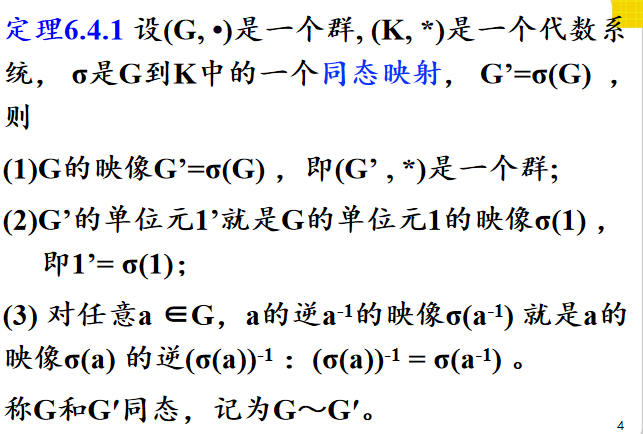 定理6.4.1 设(G, •)是一个群, (K, *)是一个代数系
统， σ是G到K中的一个同态映射， G’=σ(G) ，
则
(1)G的映像G’=σ(G) ，即(G’ , *)是一个群;
(2)G’的单位元1’就是G的单位元1的映像σ(1) ，
即1’= σ(1)；
(3) 对任意a ∈G，a的逆a⁻¹的映像σ(a⁻¹) 就是a的
映像σ(a) 的逆(σ(a))⁻¹ ：(σ(a))⁻¹ = σ(a⁻¹) 。
称G和G′同态，记为G～G′。
4